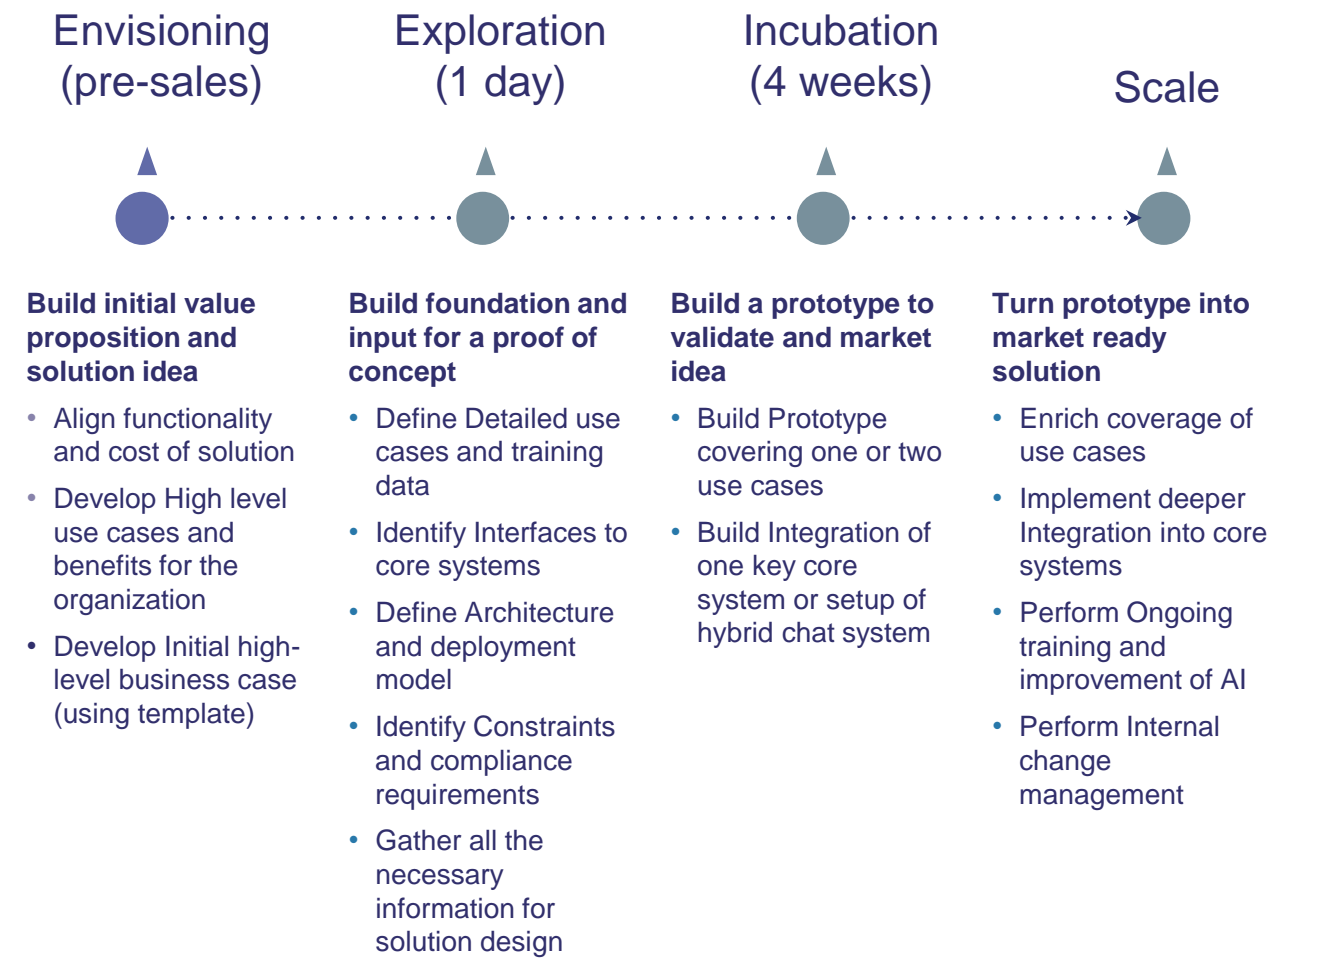 Envisioning
(pre-sales)
Exploration
(1 day)
Incubation
(4 weeks)
Scale
Build initial value
proposition and
solution idea
• Align functionality
and cost of solution
• Develop High level
use cases and
benefits for the
organization
• Develop Initial high-
level business case
(using template)
Build foundation and
input for a proof of
concept
• Define Detailed use
cases and training
data
• Identify Interfaces to
core systems
• Define Architecture
and deployment
model
• Identify Constraints
and compliance
requirements
• Gather all the
necessary
information for
solution design
Build a prototype to
validate and market
idea
• Build Prototype
covering one or two
use cases
• Build Integration of
one key core
system or setup of
hybrid chat system
Turn prototype into
market ready
solution
• Enrich coverage of
use cases
• Implement deeper
Integration into core
systems
• Perform Ongoing
training and
improvement of AI
• Perform Internal
change
management